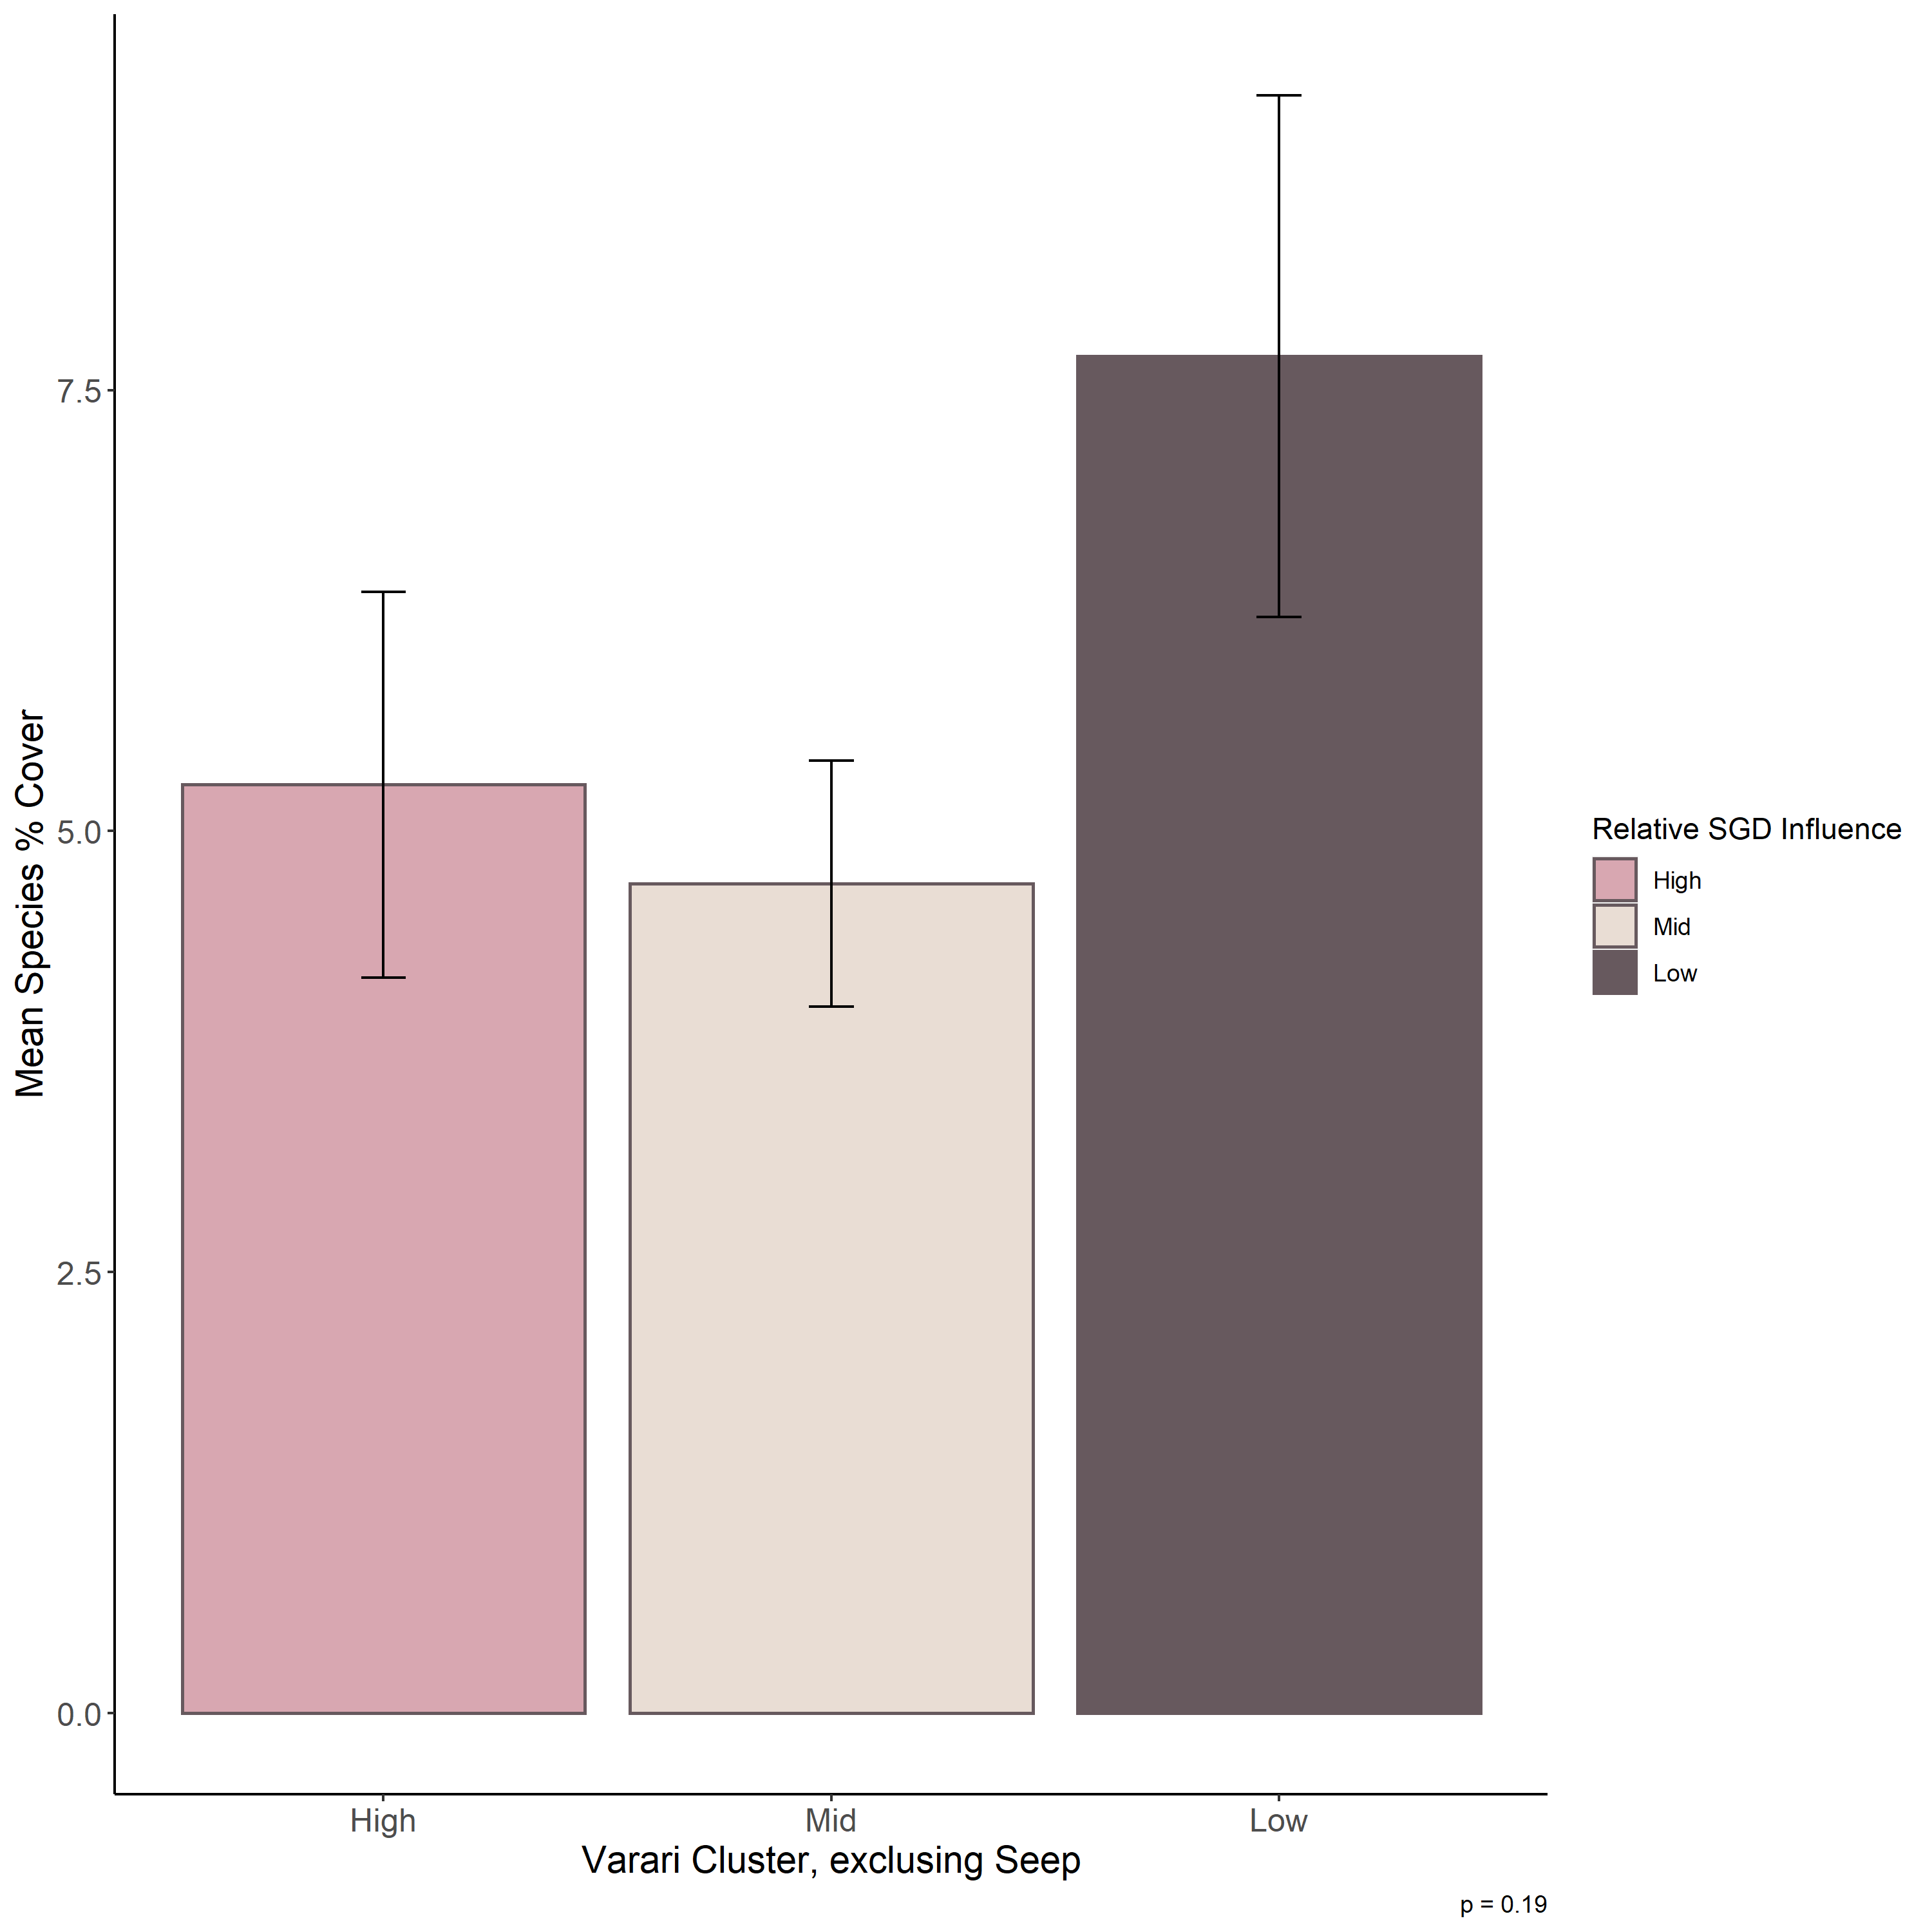 Mean Species % Cover
7.5
5.0
2.5
0.0
High
Mid
Low
Varari Cluster, exclusing Seep
p = 0.19
Relative SGD Influence
High
Mid
Low